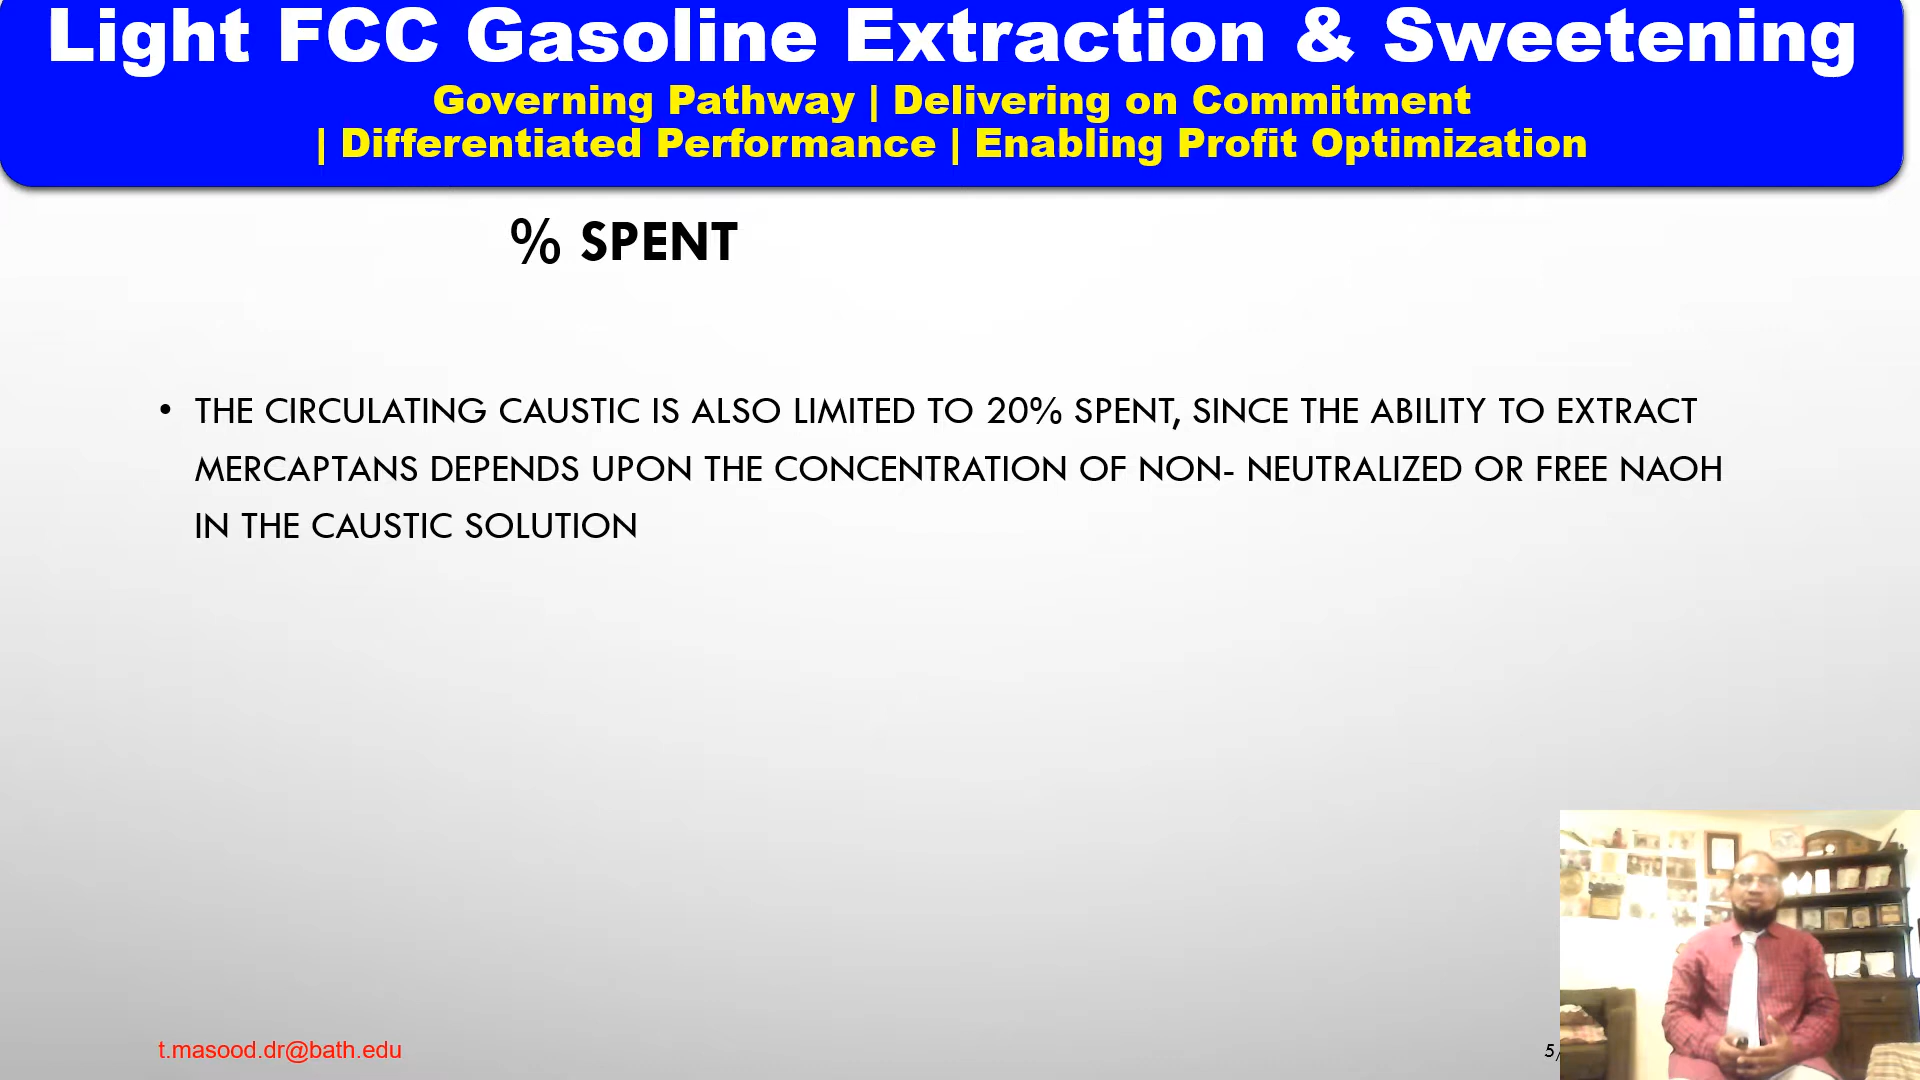 Light FCC Gasoline Extraction & Sweetening
Governing Pathway | Delivering on Commitment
| Differentiated Performance | Enabling Profit Optimization
% SPENT
• THE CIRCULATING CAUSTIC IS ALSO LIMITED TO 20% SPENT, SINCE THE ABILITY TO EXTRACT
MERCAPTANS DEPENDS UPON THE CONCENTRATION OF NON- NEUTRALIZED OR FREE NAOH
IN THE CAUSTIC SOLUTION
t.masood.dr@bath.edu
5/